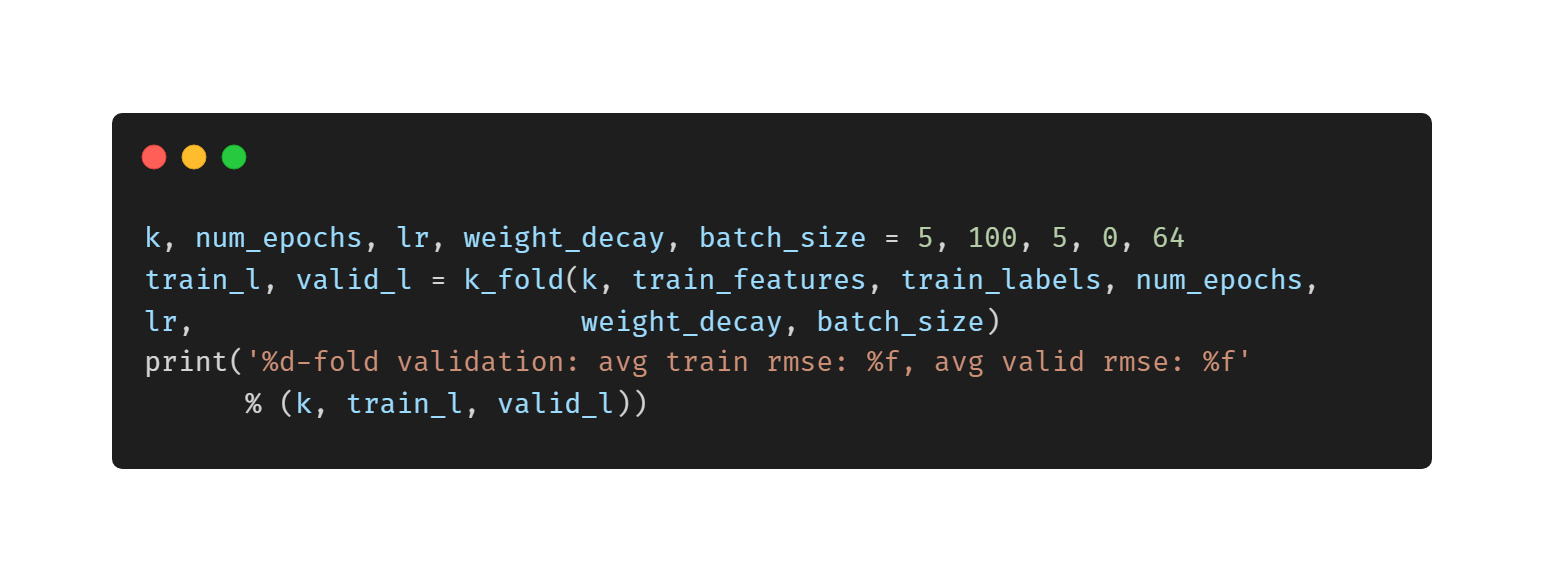 k, num_epochs, lr, weight_decay, batch_size = 5, 100, 5, 0, 64
train_l, valid_l = k_fold(k, train_features, train_labels, num_epochs,
lr,                       weight_decay, batch_size)
print('%d-fold validation: avg train rmse: %f, avg valid rmse: %f'
      % (k, train_l, valid_l))